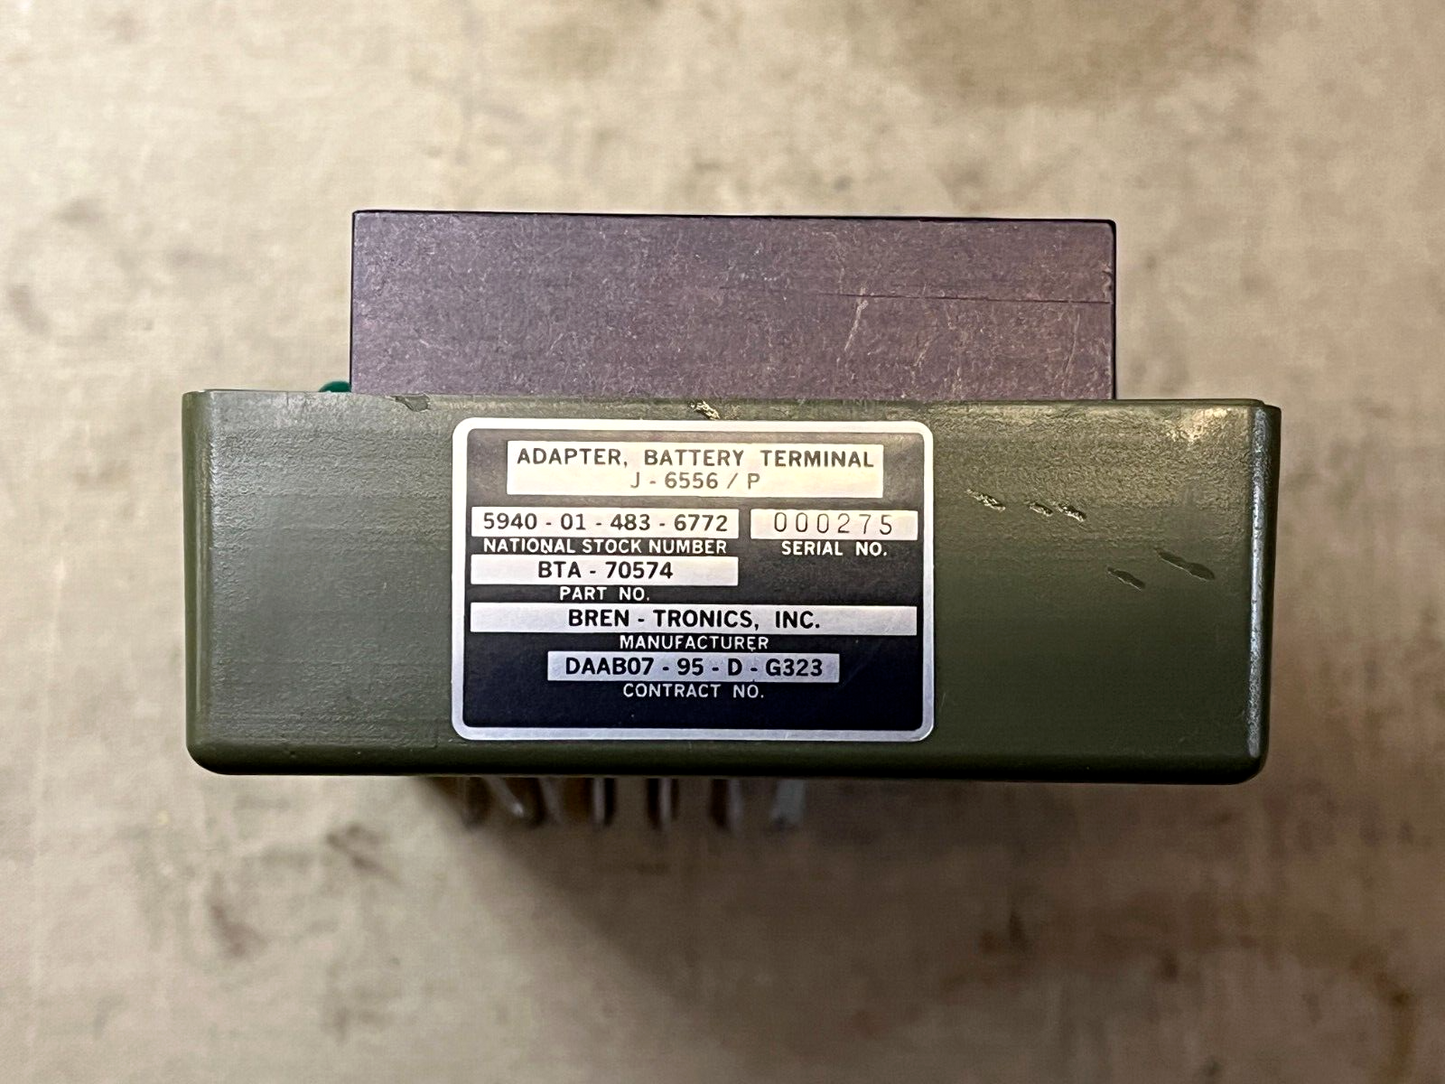 ADAPTER, BATTERY TERMINAL
J - 6556 / P
5940 - 01 - 483 - 6772 000275
NATIONAL STOCK NUMBER SERIAL NO.
BTA - 70574
PART NO.
BREN - TRONICS, INC.
MANUFACTURER
DAAB07 - 95 - D - G323
CONTRACT NO.